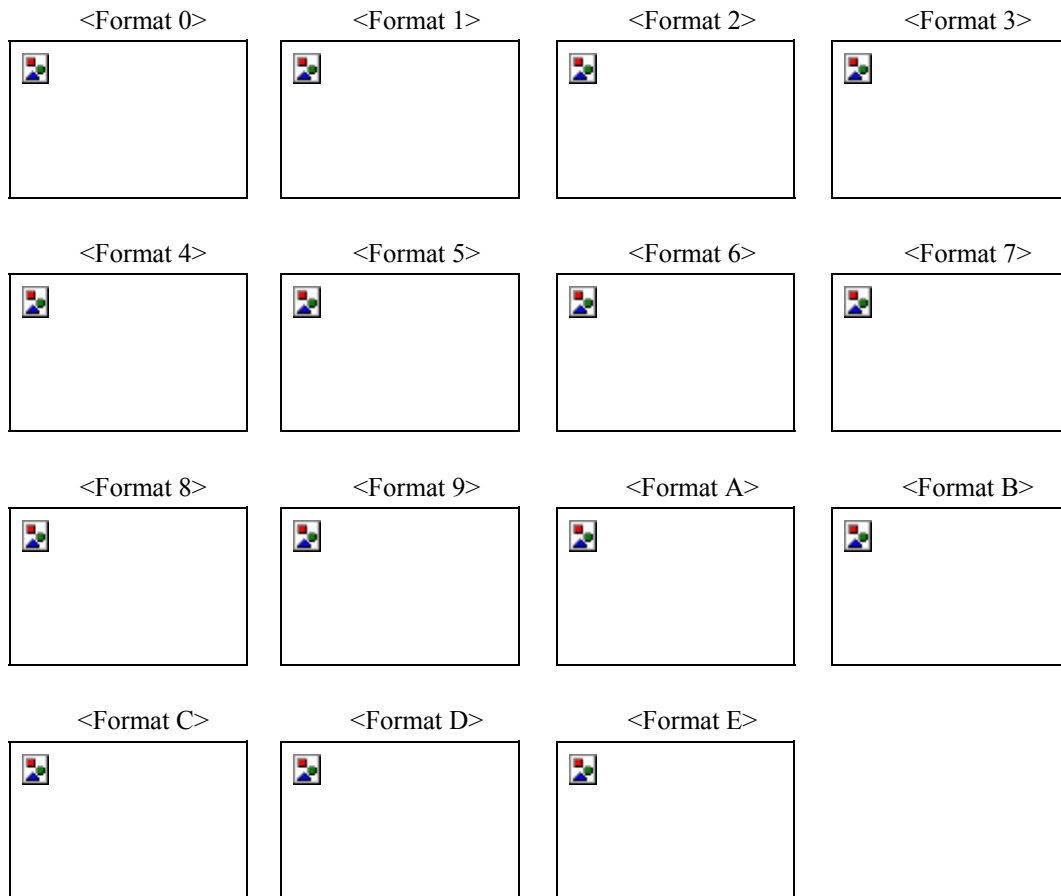 <Format 0> <Format 1> <Format 2> <Format 3>
<Format 4> <Format 5> <Format 6> <Format 7>
<Format 8> <Format 9> <Format A> <Format B>
<Format C> <Format D> <Format E>